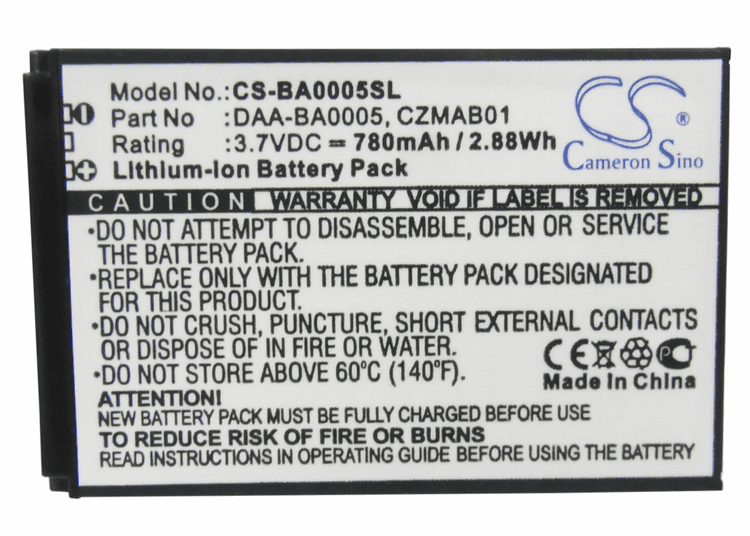 Model No.: CS-BA0005SL
Part No : DAA-BA0005, CZMAB01
Rating : 3.7VDC = 780mAh / 2.88Wh
Lithium-Ion Battery Pack
CS
®
Cameron Sino
CAUTION WARRANTY VOID IF LABEL IS REMOVED
•DO NOT ATTEMPT TO DISASSEMBLE, OPEN OR SERVICE
THE BATTERY PACK.
•REPLACE ONLY WITH THE BATTERY PACK DESIGNATED
FOR THIS PRODUCT.
•DO NOT CRUSH, PUNCTURE, SHORT EXTERNAL CONTACTS
OR DISPOSE OF IN FIRE OR WATER.
•DO NOT STORE ABOVE 60°C (140°F).
CE
Made In China
ATTENTION!
NEW BATTERY PACK MUST BE FULLY CHARGED BEFORE USE
TO REDUCE RISK OF FIRE OR BURNS
READ INSTRUCTIONS IN OPERATING GUIDE BEFORE USING BATTERY